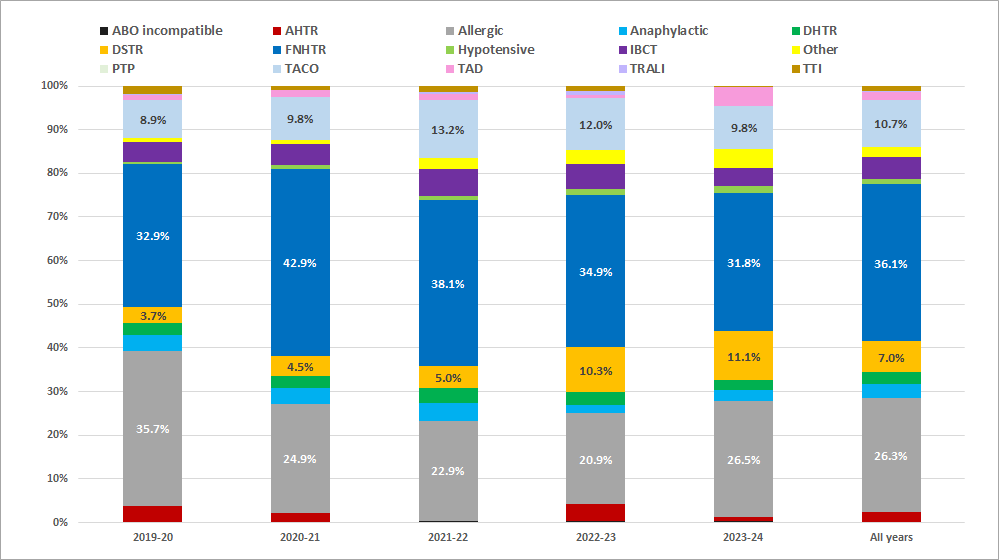 ABO incompatible AHTR Allergic Anaphylactic DHTR
DSTR FNHTR Hypotensive IBCT Other
PTP TACO TAD TRALI TTI
100%
90%
80%
70%
60%
50%
40%
30%
20%
10%
0%
8.9% 9.8% 13.2% 12.0% 9.8% 10.7%
32.9% 42.9% 38.1% 34.9% 31.8% 36.1%
3.7% 4.5% 5.0% 10.3% 11.1% 7.0%
35.7% 24.9% 22.9% 20.9% 26.5% 26.3%
2019-20 2020-21 2021-22 2022-23 2023-24 All years